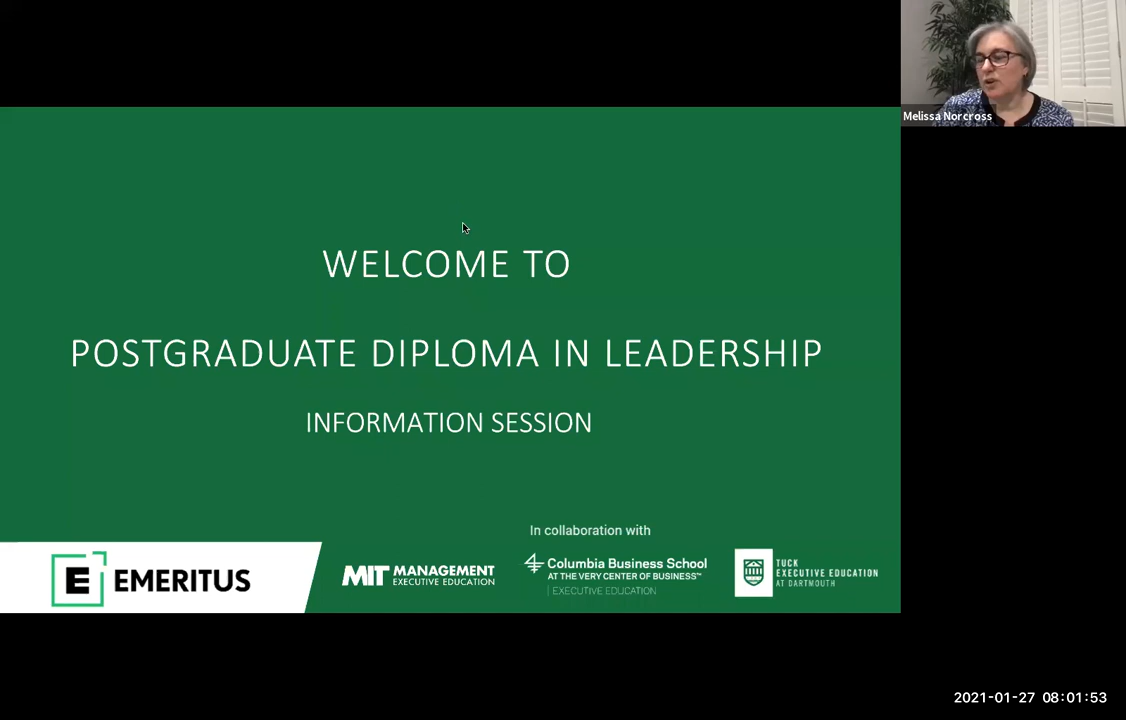 Melissa Norcross
WELCOME TO
POSTGRADUATE DIPLOMA IN LEADERSHIP
INFORMATION SESSION
In collaboration with
E EMERITUS
MIT MANAGEMENT
EXECUTIVE EDUCATION
Columbia Business School
AT THE VERY CENTER OF BUSINESS™
EXECUTIVE EDUCATION
TUCK
EXECUTIVE EDUCATION
AT DARTMOUTH
2021-01-27 08:01:53